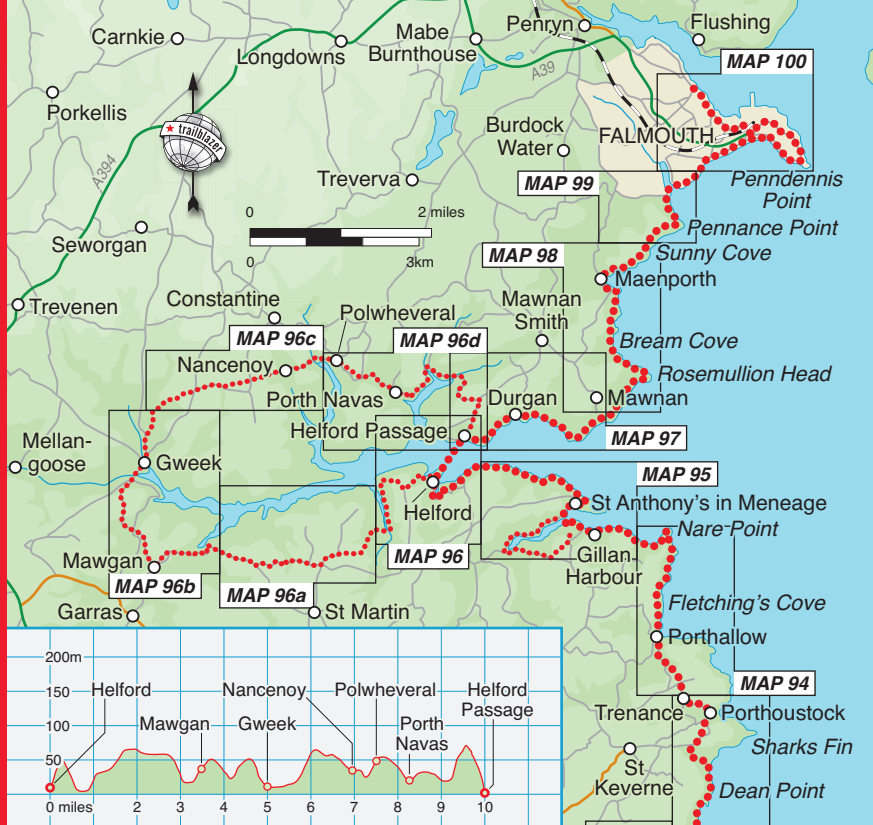 Penryn
Flushing
Carnkie
Longdowns
Mabe
Burnthouse
A39
MAP 100
Porkellis
trailblazer
FALMOUTH
Burdock
Water
A394
Treverva
MAP 99
Penndennis
Point
0
2 miles
0
3km
Seworgan
Pennance Point
Sunny Cove
MAP 98
Maenporth
Trevenen
Constantine
Polwheveral
Mawnan
Smith
MAP 96c
MAP 96d
Bream Cove
Nancenoy
Rosemullion Head
Porth Navas
Durgan
Mawnan
Helford Passage
MAP 97
Mellan-
goose
Gweek
MAP 95
Helford
St Anthony's in Meneage
Nare Point
Gillan
Harbour
MAP 96
Mawgan
MAP 96b
MAP 96a
Garras
St Martin
Fletching's Cove
Porthallow
MAP 94
Trenance
Porthoustock
Sharks Fin
St
Keverne
Dean Point
200m
150
100
50
Helford
Mawgan
Nancenoy
Gweek
Polwheveral
Porth
Navas
Helford
Passage
0 miles
2
3
4
5
6
7
8
9
10